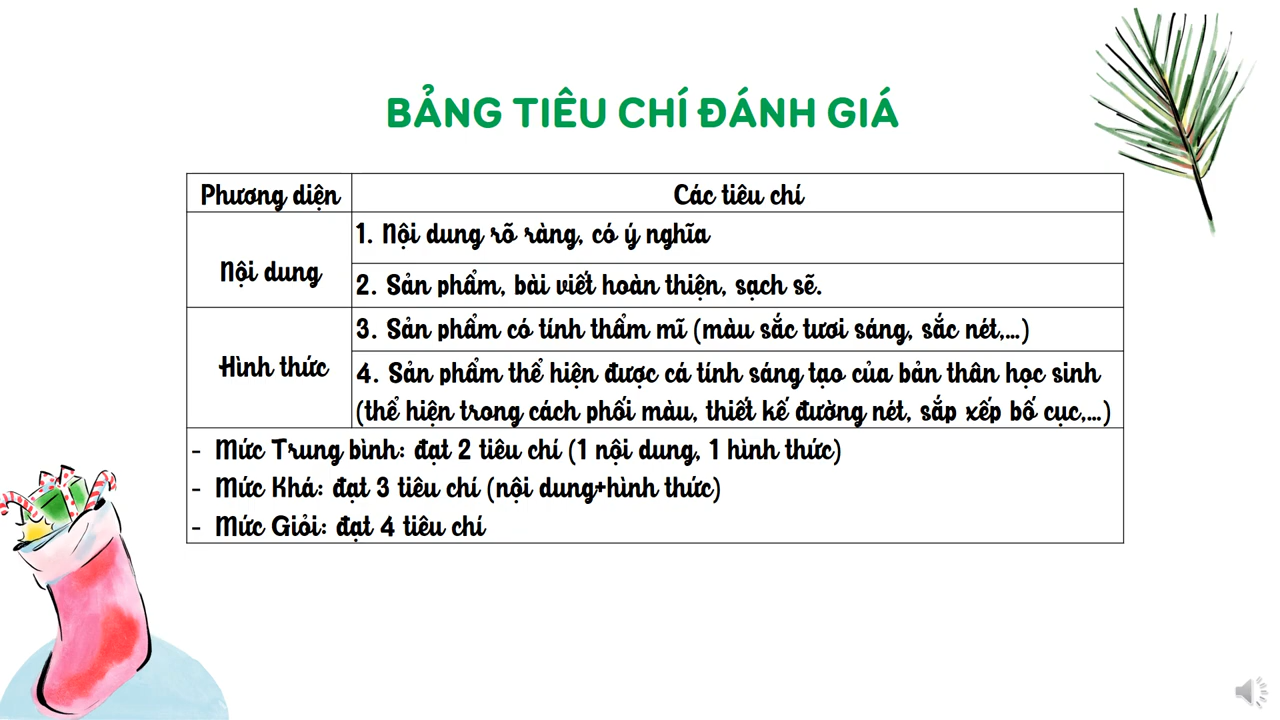 BẢNG TIÊU CHÍ ĐÁNH GIÁ
Phương diện
Các tiêu chí
Nội dung
1. Nội dung rõ ràng, có ý nghĩa
2. Sản phẩm, bài viết hoàn thiện, sạch sẽ.
Hình thức
3. Sản phẩm có tính thẩm mĩ (màu sắc tươi sáng, sắc nét,...)
4. Sản phẩm thể hiện được cá tính sáng tạo của bản thân học sinh
(thể hiện trong cách phối màu, thiết kế đường nét, sắp xếp bố cục,...)
- Mức Trung bình: đạt 2 tiêu chí (1 nội dung, 1 hình thức)
- Mức Khá: đạt 3 tiêu chí (nội dung+hình thức)
- Mức Giỏi: đạt 4 tiêu chí